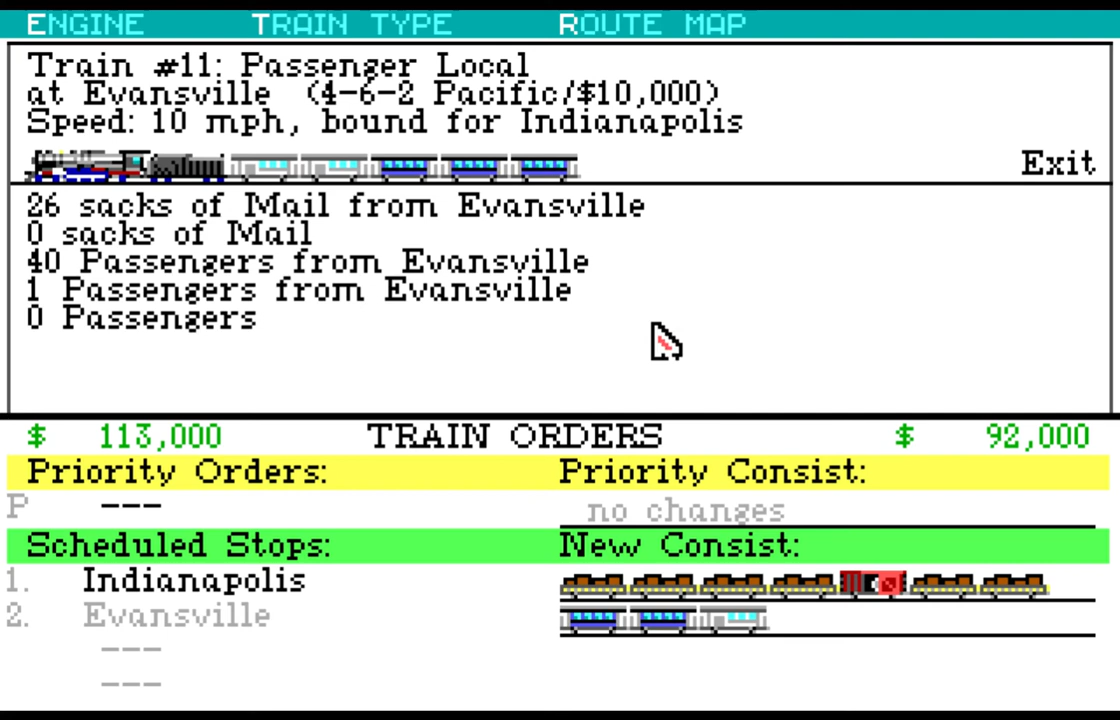 ENGINE TRAIN TYPE ROUTE MAP
Train #11: Passenger Local
at Evansville (4-6-2 Pacific/$10,000)
Speed: 10 mph, bound for Indianapolis
Exit
26 sacks of Mail from Evansville
0 sacks of Mail
40 Passengers from Evansville
1 Passengers from Evansville
0 Passengers
$ 113,000 TRAIN ORDERS $ 92,000
Priority Orders: Priority Consist:
P --- no changes
Scheduled Stops: New Consist:
1. Indianapolis
2. Evansville
---
---